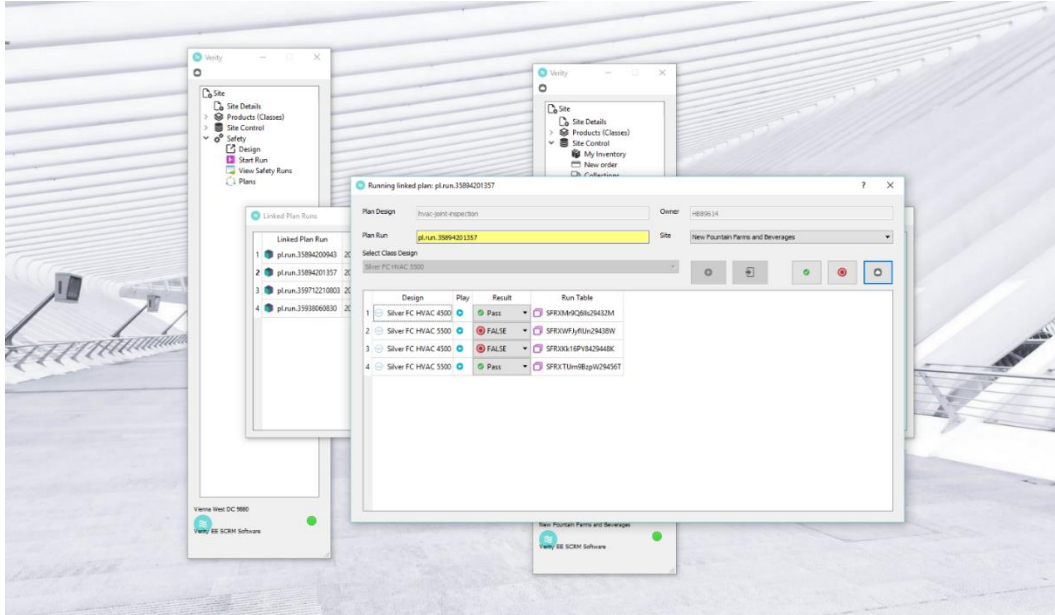 Verity
Site
Site Details
Products (Classes)
Site Control
Safety
Design
Start Run
View Safety Runs
Plans
Vienna West DC 9880
Verity EE SCRM Software
Verity
Site
Site Details
Products (Classes)
Site Control
My Inventory
New order
Collections
New Fountain Farms and Beverages
Verity EE SCRM Software
Linked Plan Runs
Linked Plan Run
1 pl.run.35894200943 20
2 pl.run.35894201357 20
3 pl.run.359712210803 20
4 pl.run.35938060830 20
Running linked plan: pl.run.35894201357 ?
Plan Design hvac-joint-inspection Owner HB89614
Plan Run pl.run.35894201357 Site New Fountain Farms and Beverages
Select Class Design
Silver FC HVAC 5500
Design Play Result Run Table
1 Silver FC HVAC 4500 Pass
2 Silver FC HVAC 5500 FALSE
3 Silver FC HVAC 4500 FALSE
4 Silver FC HVAC 5500 Pass